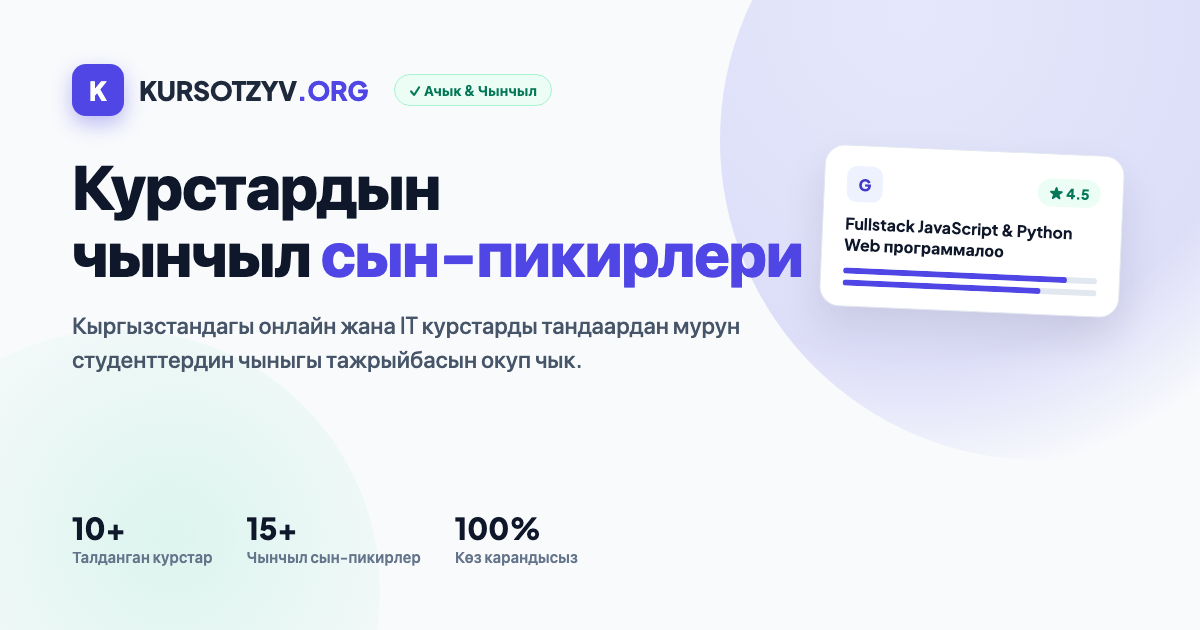 K KURSOTZYV.ORG ✓ Ачык & Чынчыл
Курстардын
чынчыл сын-пикирлери
Кыргызстандагы онлайн жана IT курстарды тандаардан мурун
студенттердин чыныгы тажрыйбасын окуп чык.
G ★ 4.5
Fullstack JavaScript & Python
Web программалоо
10+
Талданган курстар
15+
Чынчыл сын-пикирлер
100%
Көз карандысыз